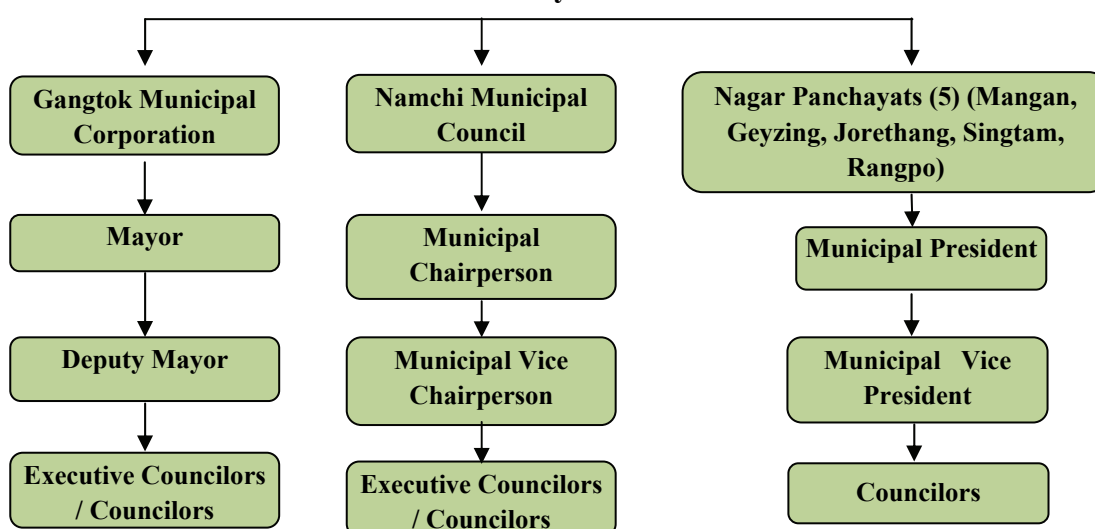 Gangtok Municipal
Corporation
Mayor
Deputy Mayor
Executive Councilors
/ Councilors
Namchi Municipal
Council
Municipal
Chairperson
Municipal Vice
Chairperson
Executive Councilors
/ Councilors
Nagar Panchayats (5) (Mangan,
Geyzing, Jorethang, Singtam,
Rangpo)
Municipal President
Municipal Vice
President
Councilors